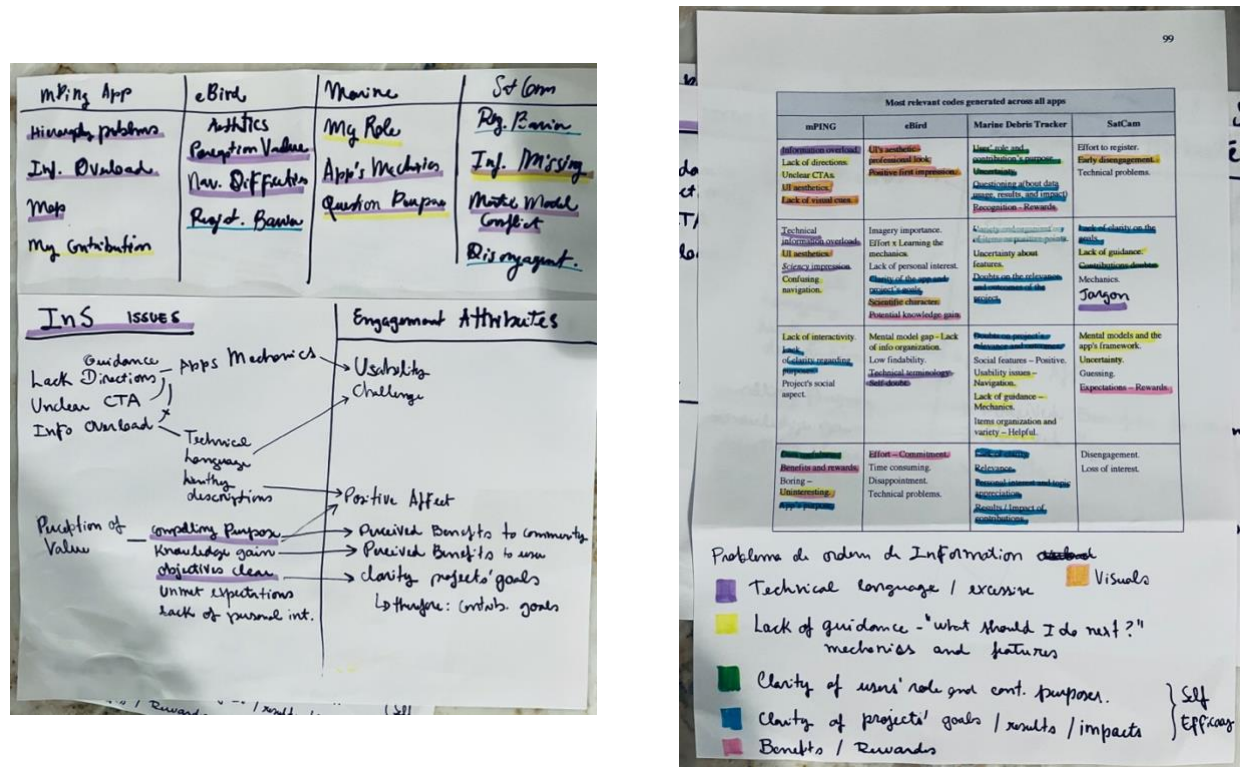 mPing App
Hierarchy problems
Inf. Overload
Map
My Contribution
eBird
Perception Value
Nav. Difficulties
Regist.
Marine
My Role
App's Mechanics
Question Purpose
Reg.
Inf. Missing
Model
Conflict
InS ISSUES
Guidance
Lack Directions
Unclear CTA
Info Overload
Apps Mechanics
Technical
Language
descriptions
Perception of
Value
Compelling Purpose
Knowledge gain
objectives clear
unmet expectations
lack of personal int.
Engagement Attributes
Usability
Challenge
Positive Affect
Perceived Benefits to community
Perceived Benefits to user
clarity projects' goals
therefore: contrib. goals
99
Most relevant codes generated across all apps
mPING
eBird
Marine Debris Tracker
SatCam
Information overload.
Lack of directions.
Unclear CTAs.
UI aesthetics.
Lack of visual cues.
UI's aesthetic
professional look.
Positive first impression.
Users' role and
contribution's purpose.
Uncertainty.
Questioning a(bout data
usage, results, and impact)
Recognition - Rewards.
Effort to register.
Early disengagement.
Technical problems.
Technical
information overload.
UI aesthetics.
Sciency impression.
Confusing
navigation.
Imagery importance.
Effort x Learning the
mechanics.
Lack of personal interest.
Clarity of the app and
project's goals.
Scientific character.
Potential knowledge gain
Uncertainty about
features.
Doubts on the relevance
and outcomes of the
project.
Lack of clarity on the
goals.
Lack of guidance.
Contributions doubts
Mechanics.
Jargon
Lack of interactivity.
Lack
of clarity regarding
purposes
Project's social
aspect.
Mental model gap - Lack
of info organization.
Low findability.
Technical terminology
Self doubt
Doubts on project's
relevance and
Social features - Positive.
Usability issues -
Navigation.
Lack of guidance -
Mechanics.
Items organization and
variety - Helpful.
Mental models and the
app's framework.
Uncertainty.
Guessing.
Expectations - Rewards.
Benefits and rewards.
Boring -
Uninteresting.
App's purpose
Effort - Commitment.
Time consuming.
Disappointment.
Technical problems.
Lack of clarity
Relevance.
Personal interest and topic
appreciation.
Results / Impact of
contributions.
Disengagement.
Loss of interest.
Problema de ordem de Information
Technical language / excessive
Visuals
Lack of guidance - "what should I do next?"
mechanics and features
Clarity of users' role and cont. purposes.
Clarity of projects' goals / results / impacts
Self
Efficacy
Benefits / Rewards